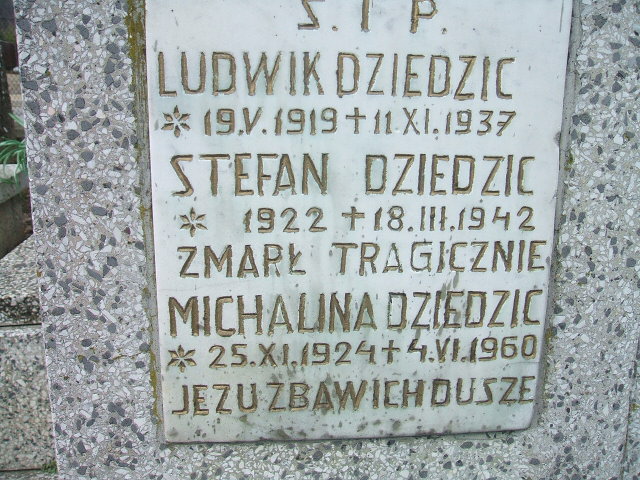 Ś. I P.
LUDWIK DZIEDZIC
* 19.V.1919 + 11.XI.1937
STEFAN DZIEDZIC
* 1922 + 18.III.1942
ZMARŁ TRAGICZNIE
MICHALINA DZIEDZIC
* 25.XI.1924 + 4.VI.1960
JEZU ZBAW ICH DUSZE